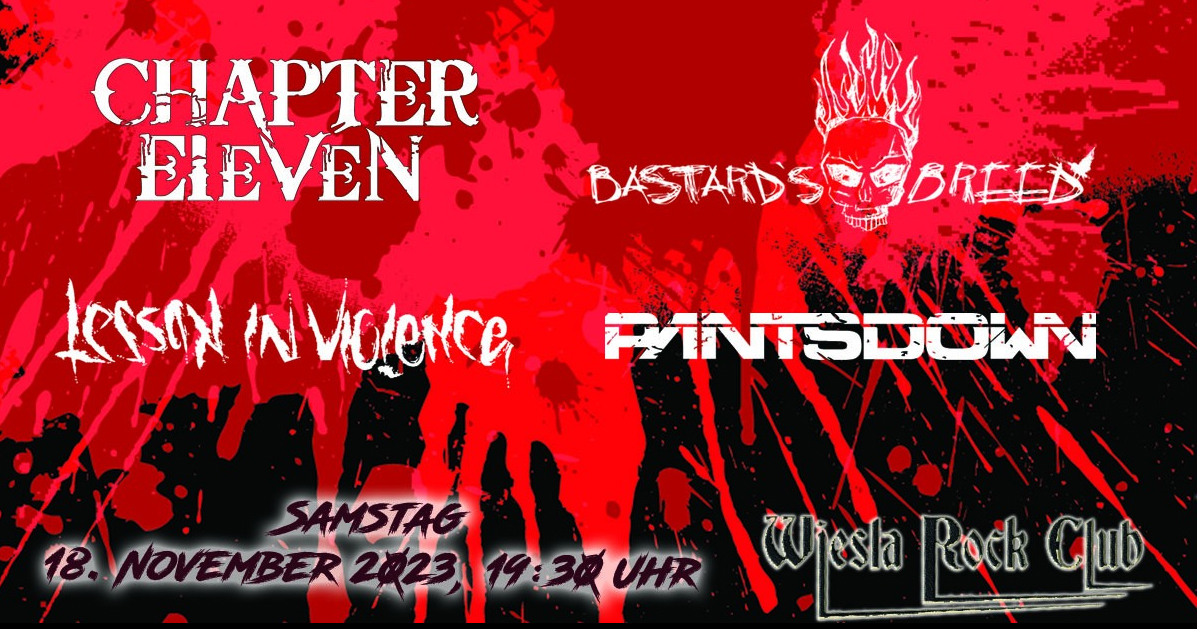 CHAPTER
ElEVEN
BASTARD'S BREED
LESSON IN VIOLENCE
PANTSDOWN
SAMSTAG
18. NOVEMBER 2023, 19:30 UHR
Wiesla Rock Club